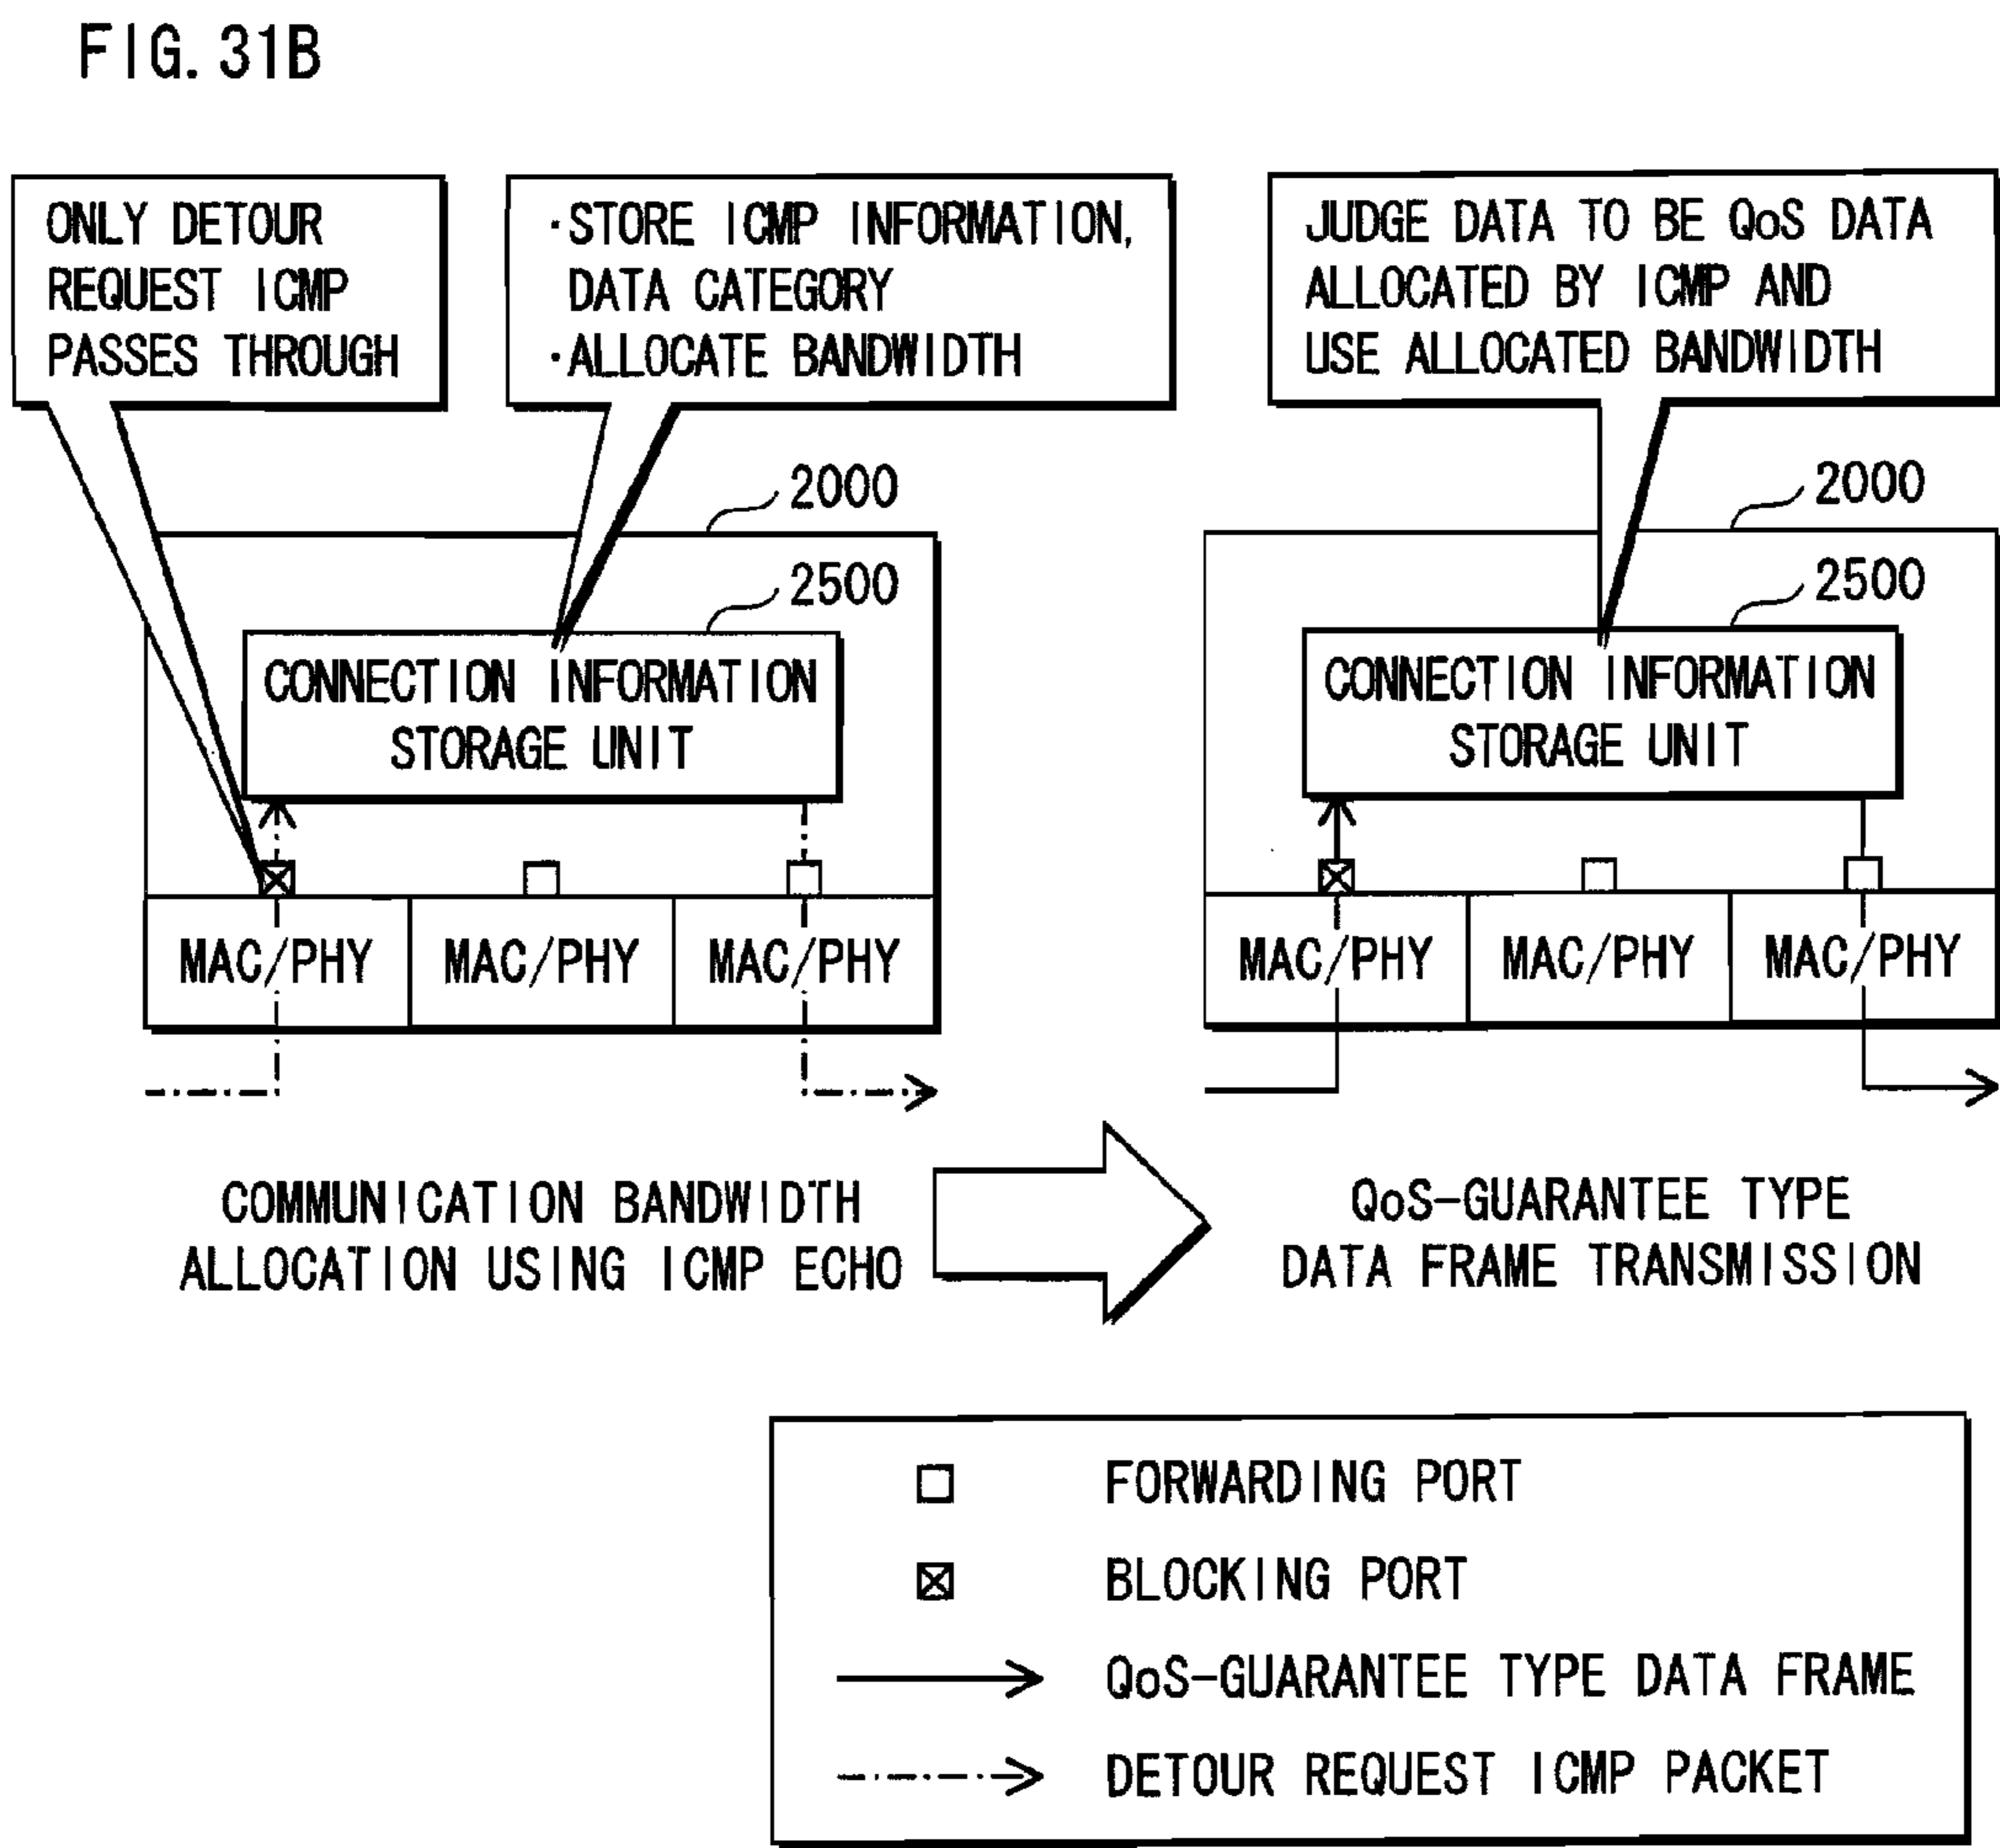 FIG. 31B
ONLY DETOUR
REQUEST ICMP
PASSES THROUGH
·STORE ICMP INFORMATION,
DATA CATEGORY
·ALLOCATE BANDWIDTH
JUDGE DATA TO BE QoS DATA
ALLOCATED BY ICMP AND
USE ALLOCATED BANDWIDTH
2000
2500
CONNECTION INFORMATION
STORAGE UNIT
MAC/PHY
MAC/PHY
MAC/PHY
2000
2500
CONNECTION INFORMATION
STORAGE UNIT
MAC/PHY
MAC/PHY
MAC/PHY
COMMUNICATION BANDWIDTH
ALLOCATION USING ICMP ECHO
QoS-GUARANTEE TYPE
DATA FRAME TRANSMISSION
FORWARDING PORT
BLOCKING PORT
QoS-GUARANTEE TYPE DATA FRAME
DETOUR REQUEST ICMP PACKET